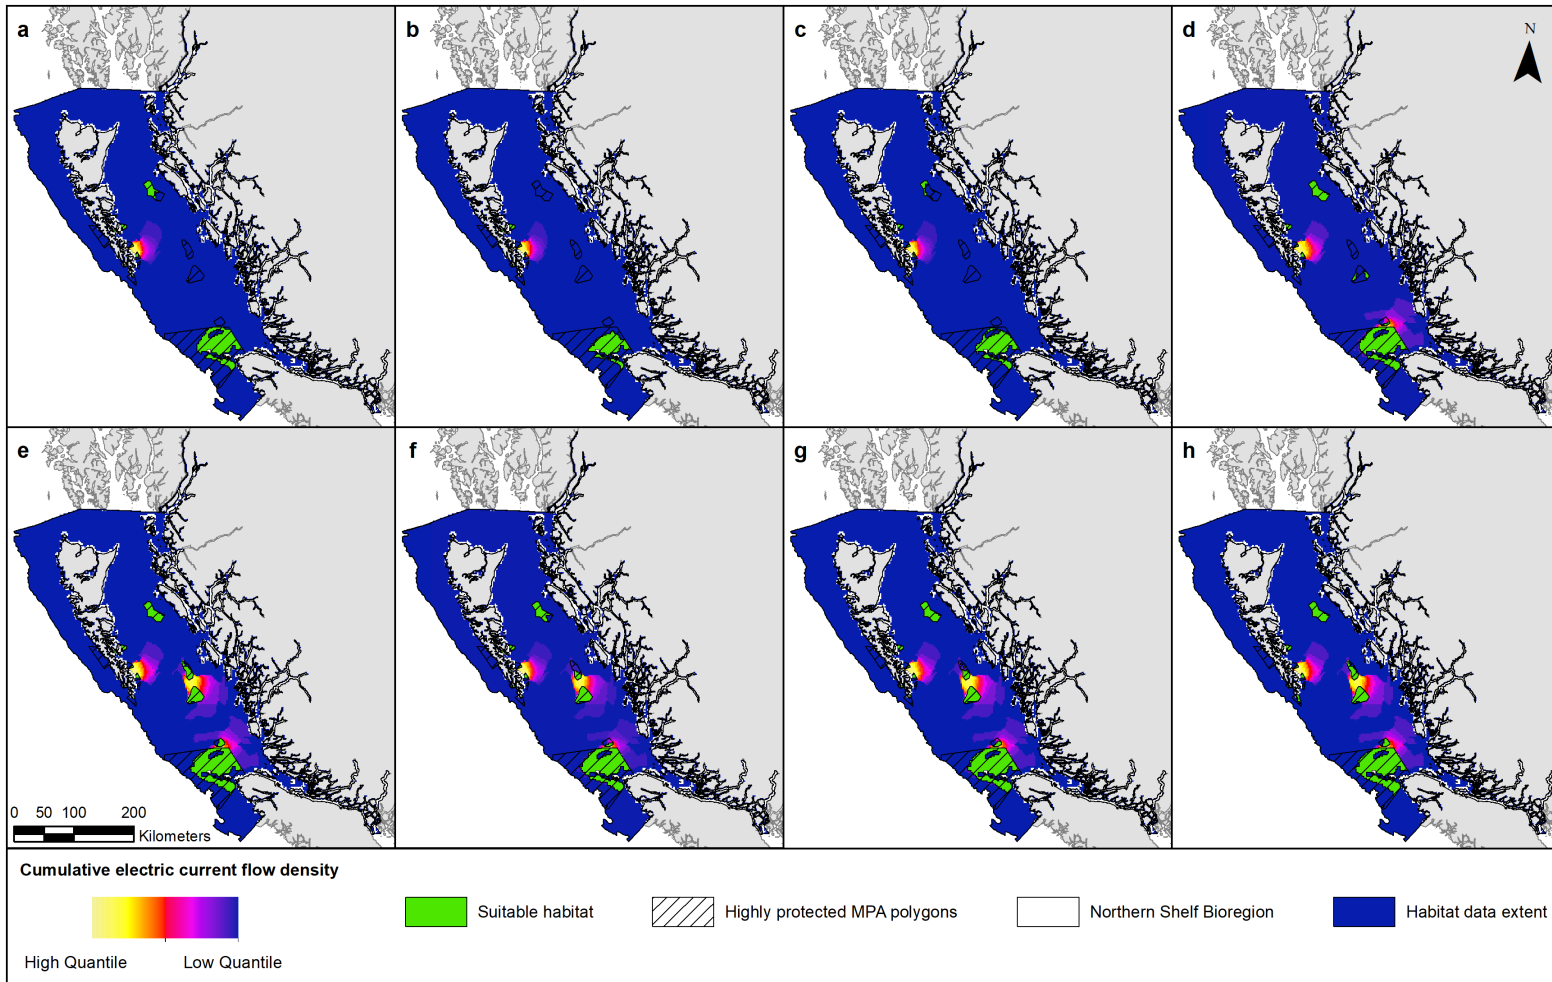 a
b
c
d
N
e
f
g
h
0 50 100 200
Kilometers
Cumulative electric current flow density
High Quantile
Low Quantile
Suitable habitat
Highly protected MPA polygons
Northern Shelf Bioregion
Habitat data extent